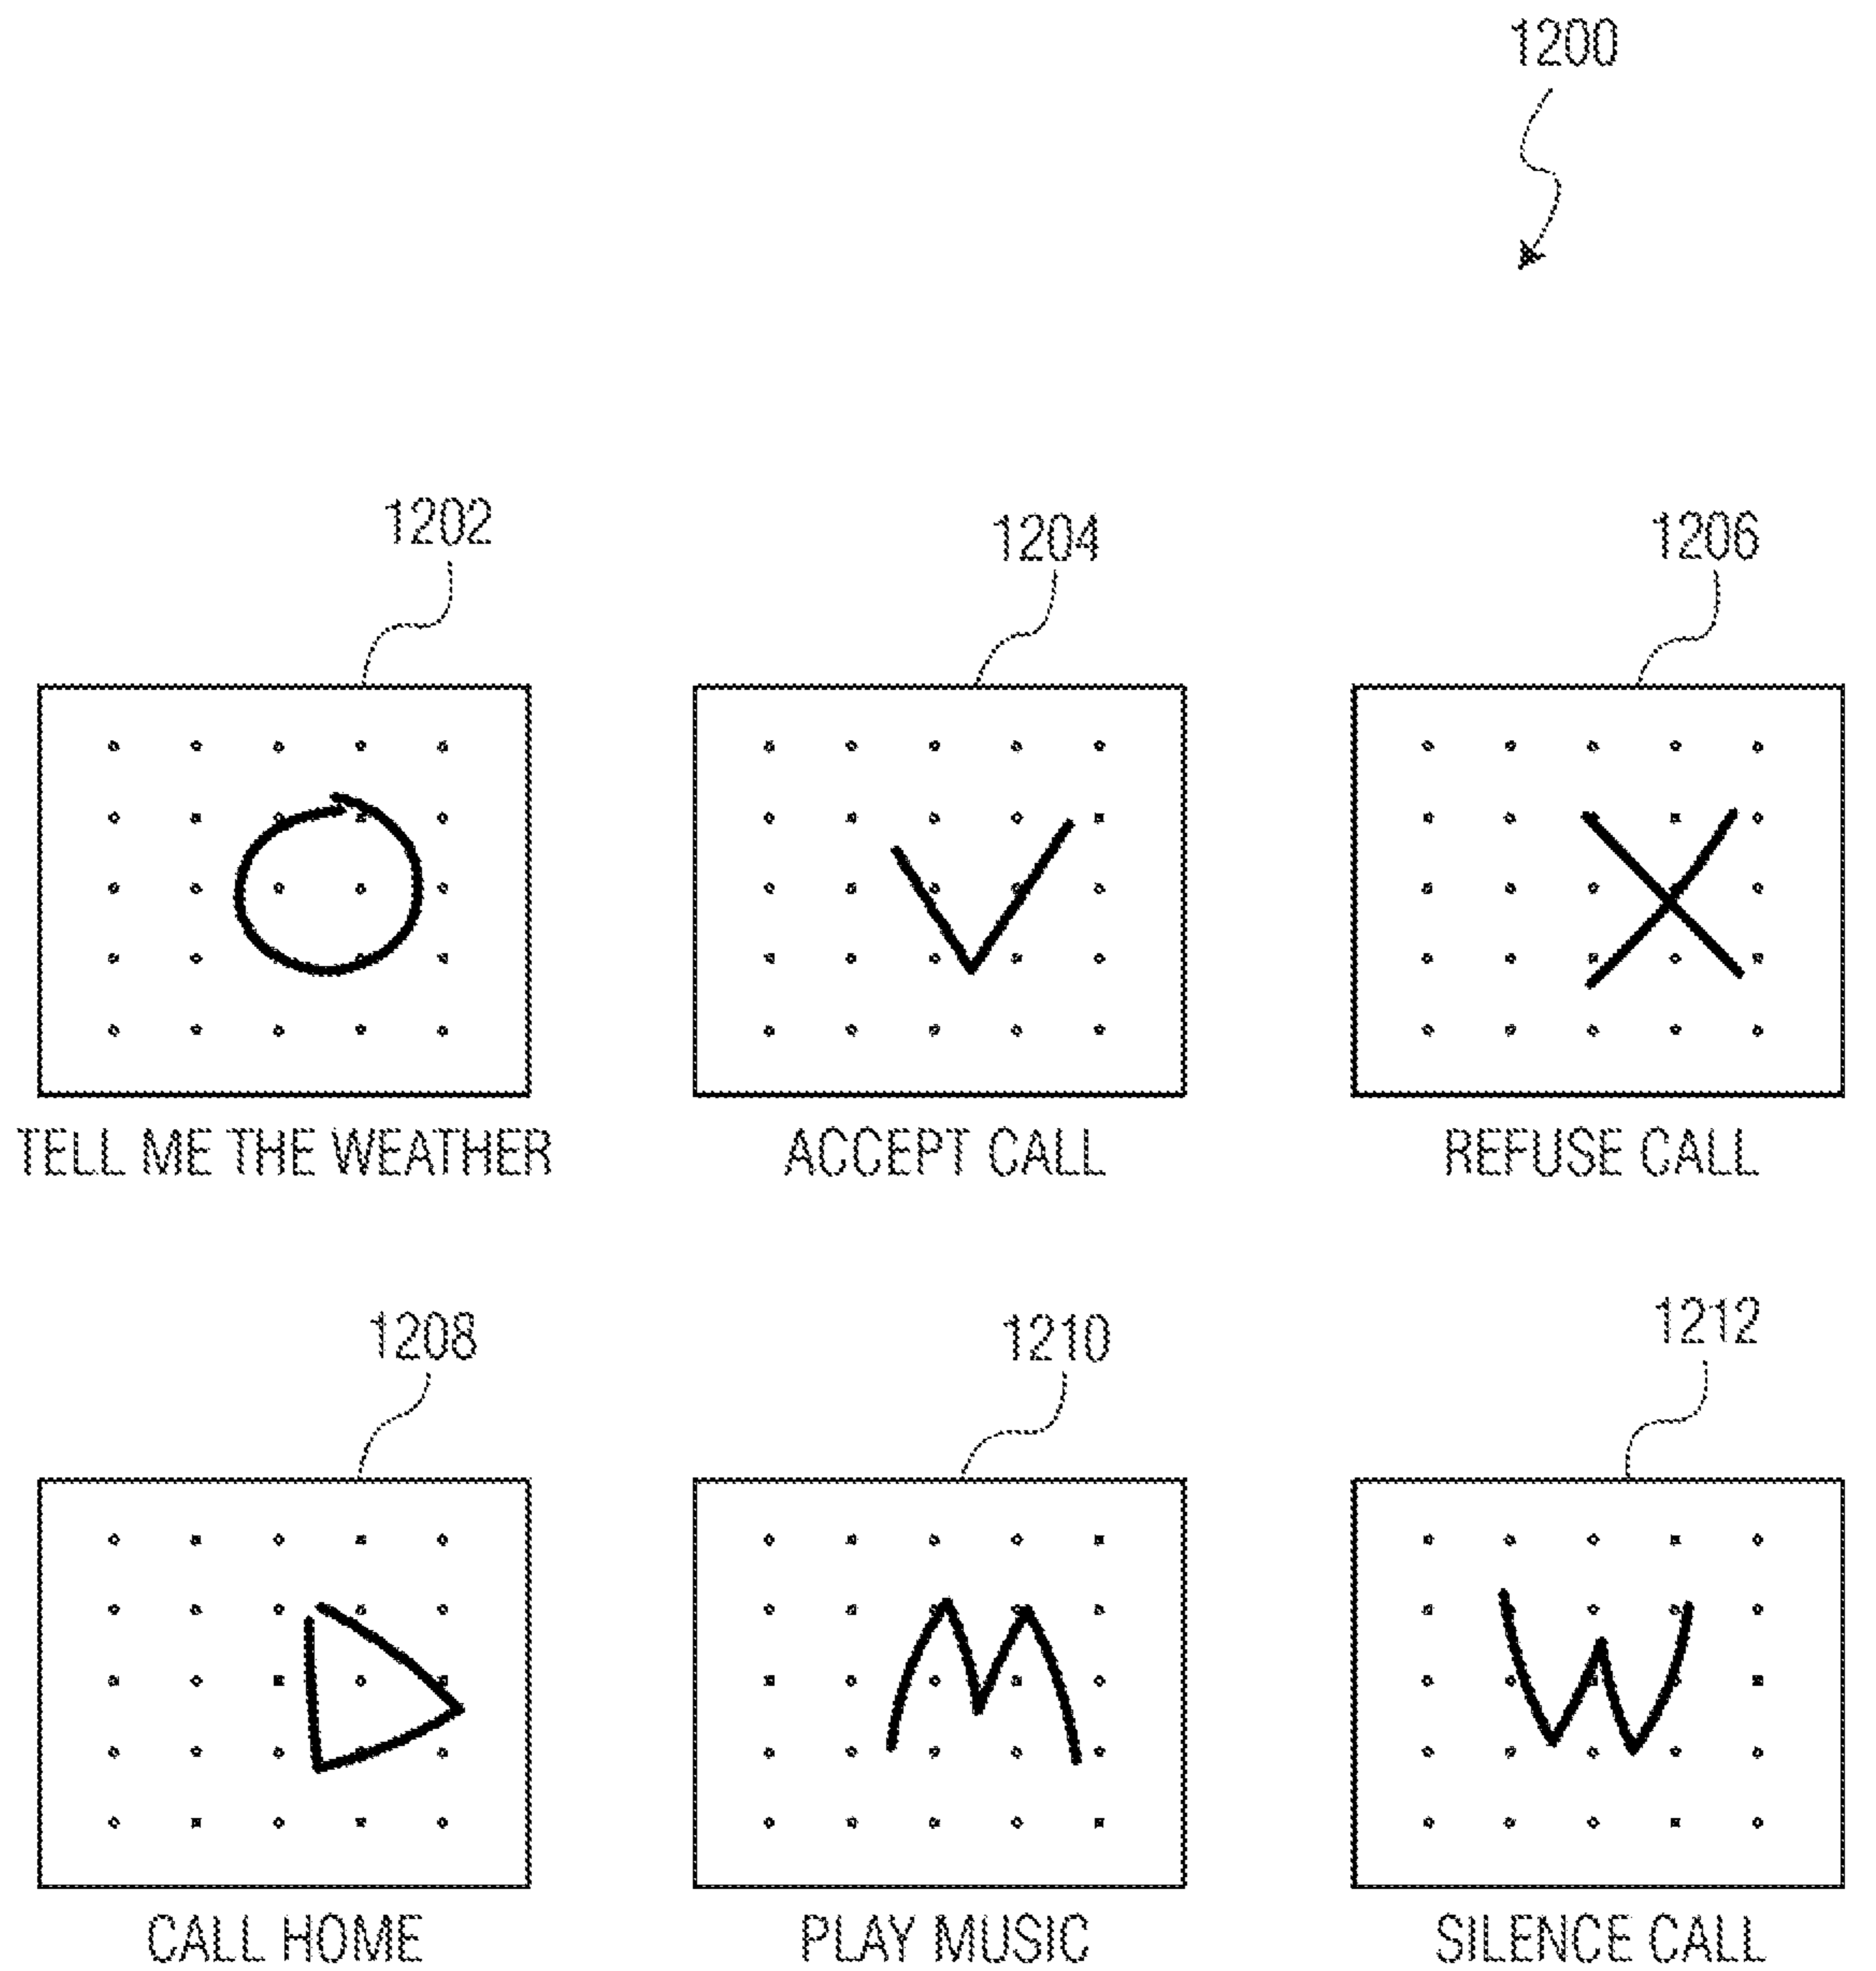 1200
1202
1204
1206
TELL ME THE WEATHER
ACCEPT CALL
REFUSE CALL
1208
1210
1212
CALL HOME
PLAY MUSIC
SILENCE CALL